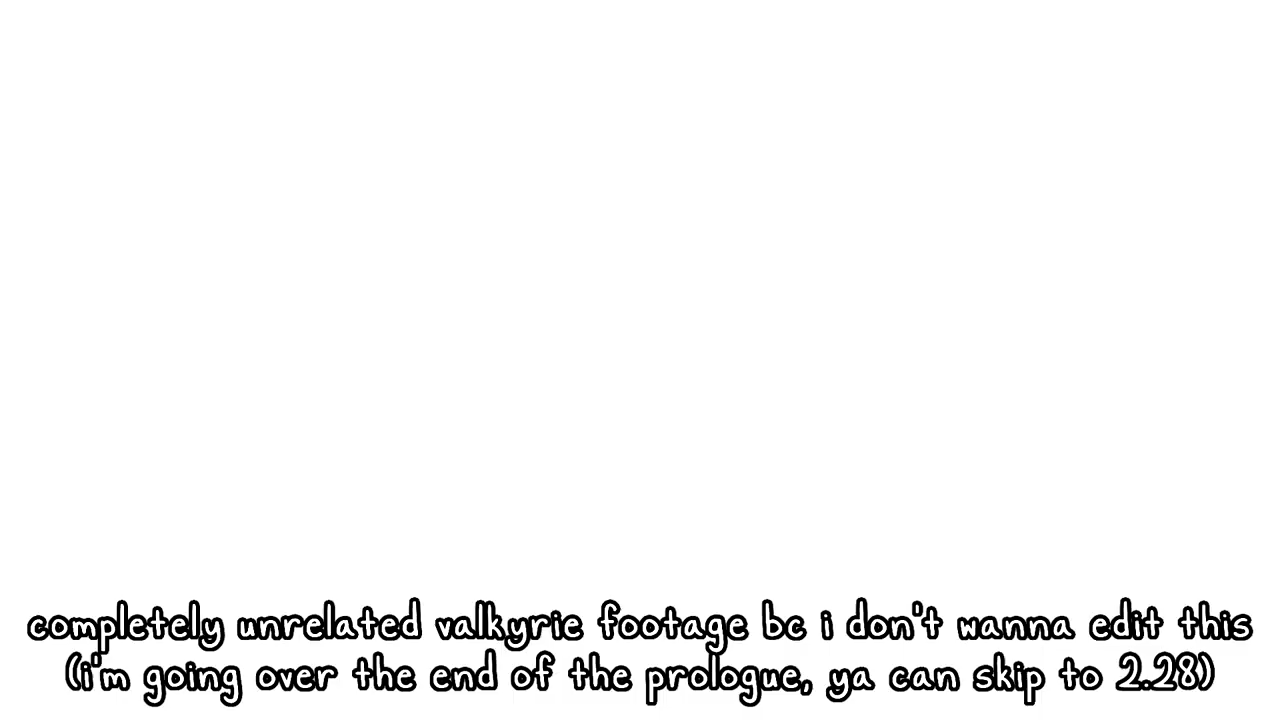 completely unrelated valkyrie footage bc i don't wanna edit this
(i'm going over the end of the prologue, ya can skip to 2.28)